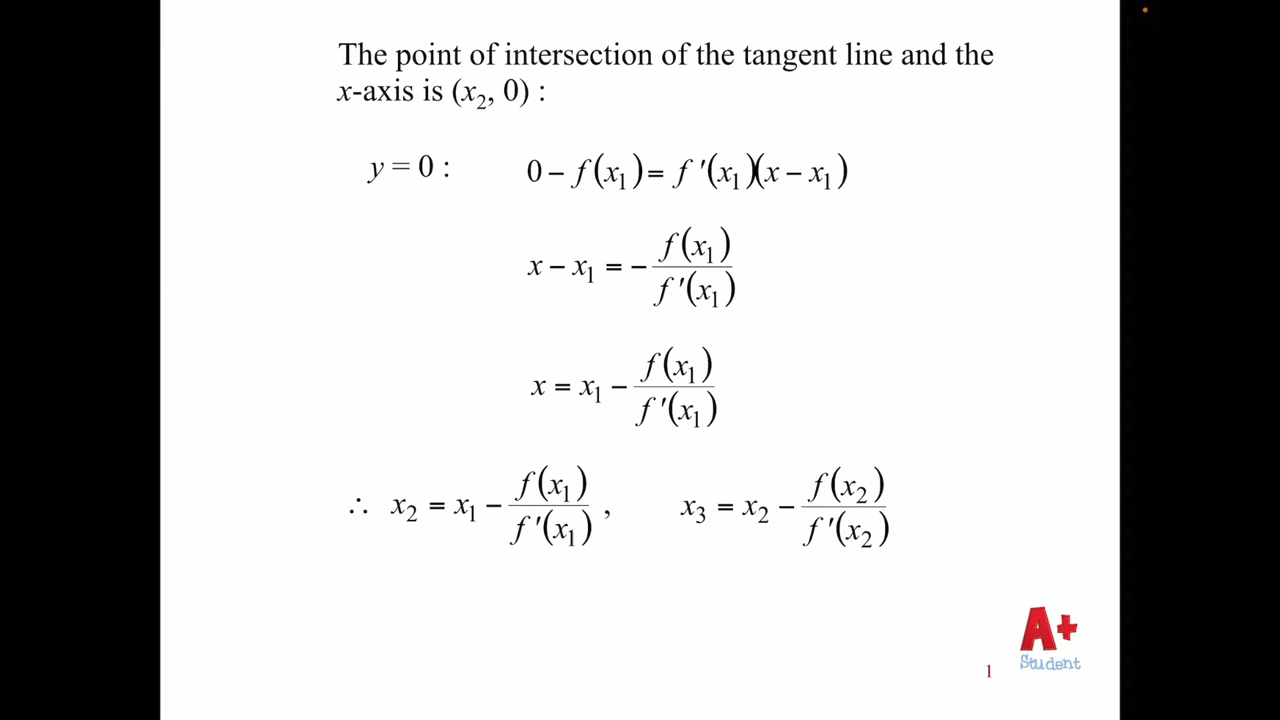 The point of intersection of the tangent line and the
x-axis is (x₂, 0) :
y = 0 : 0 − f(x₁) = f ′(x₁)(x − x₁)
x − x₁ = − f(x₁) / f ′(x₁)
x = x₁ − f(x₁) / f ′(x₁)
∴ x₂ = x₁ − f(x₁) / f ′(x₁) , x₃ = x₂ − f(x₂) / f ′(x₂)
A+
Student
1